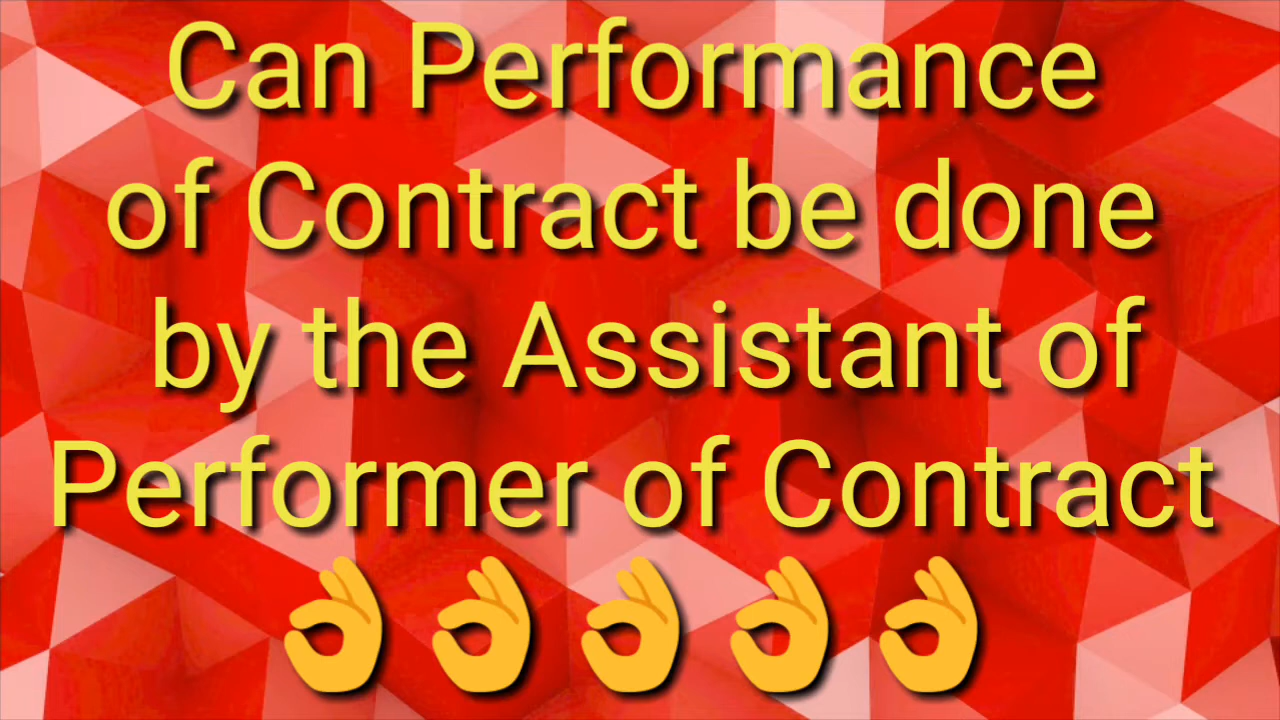 Can Performance
of Contract be done
by the Assistant of
Performer of Contract
👌👌👌👌👌